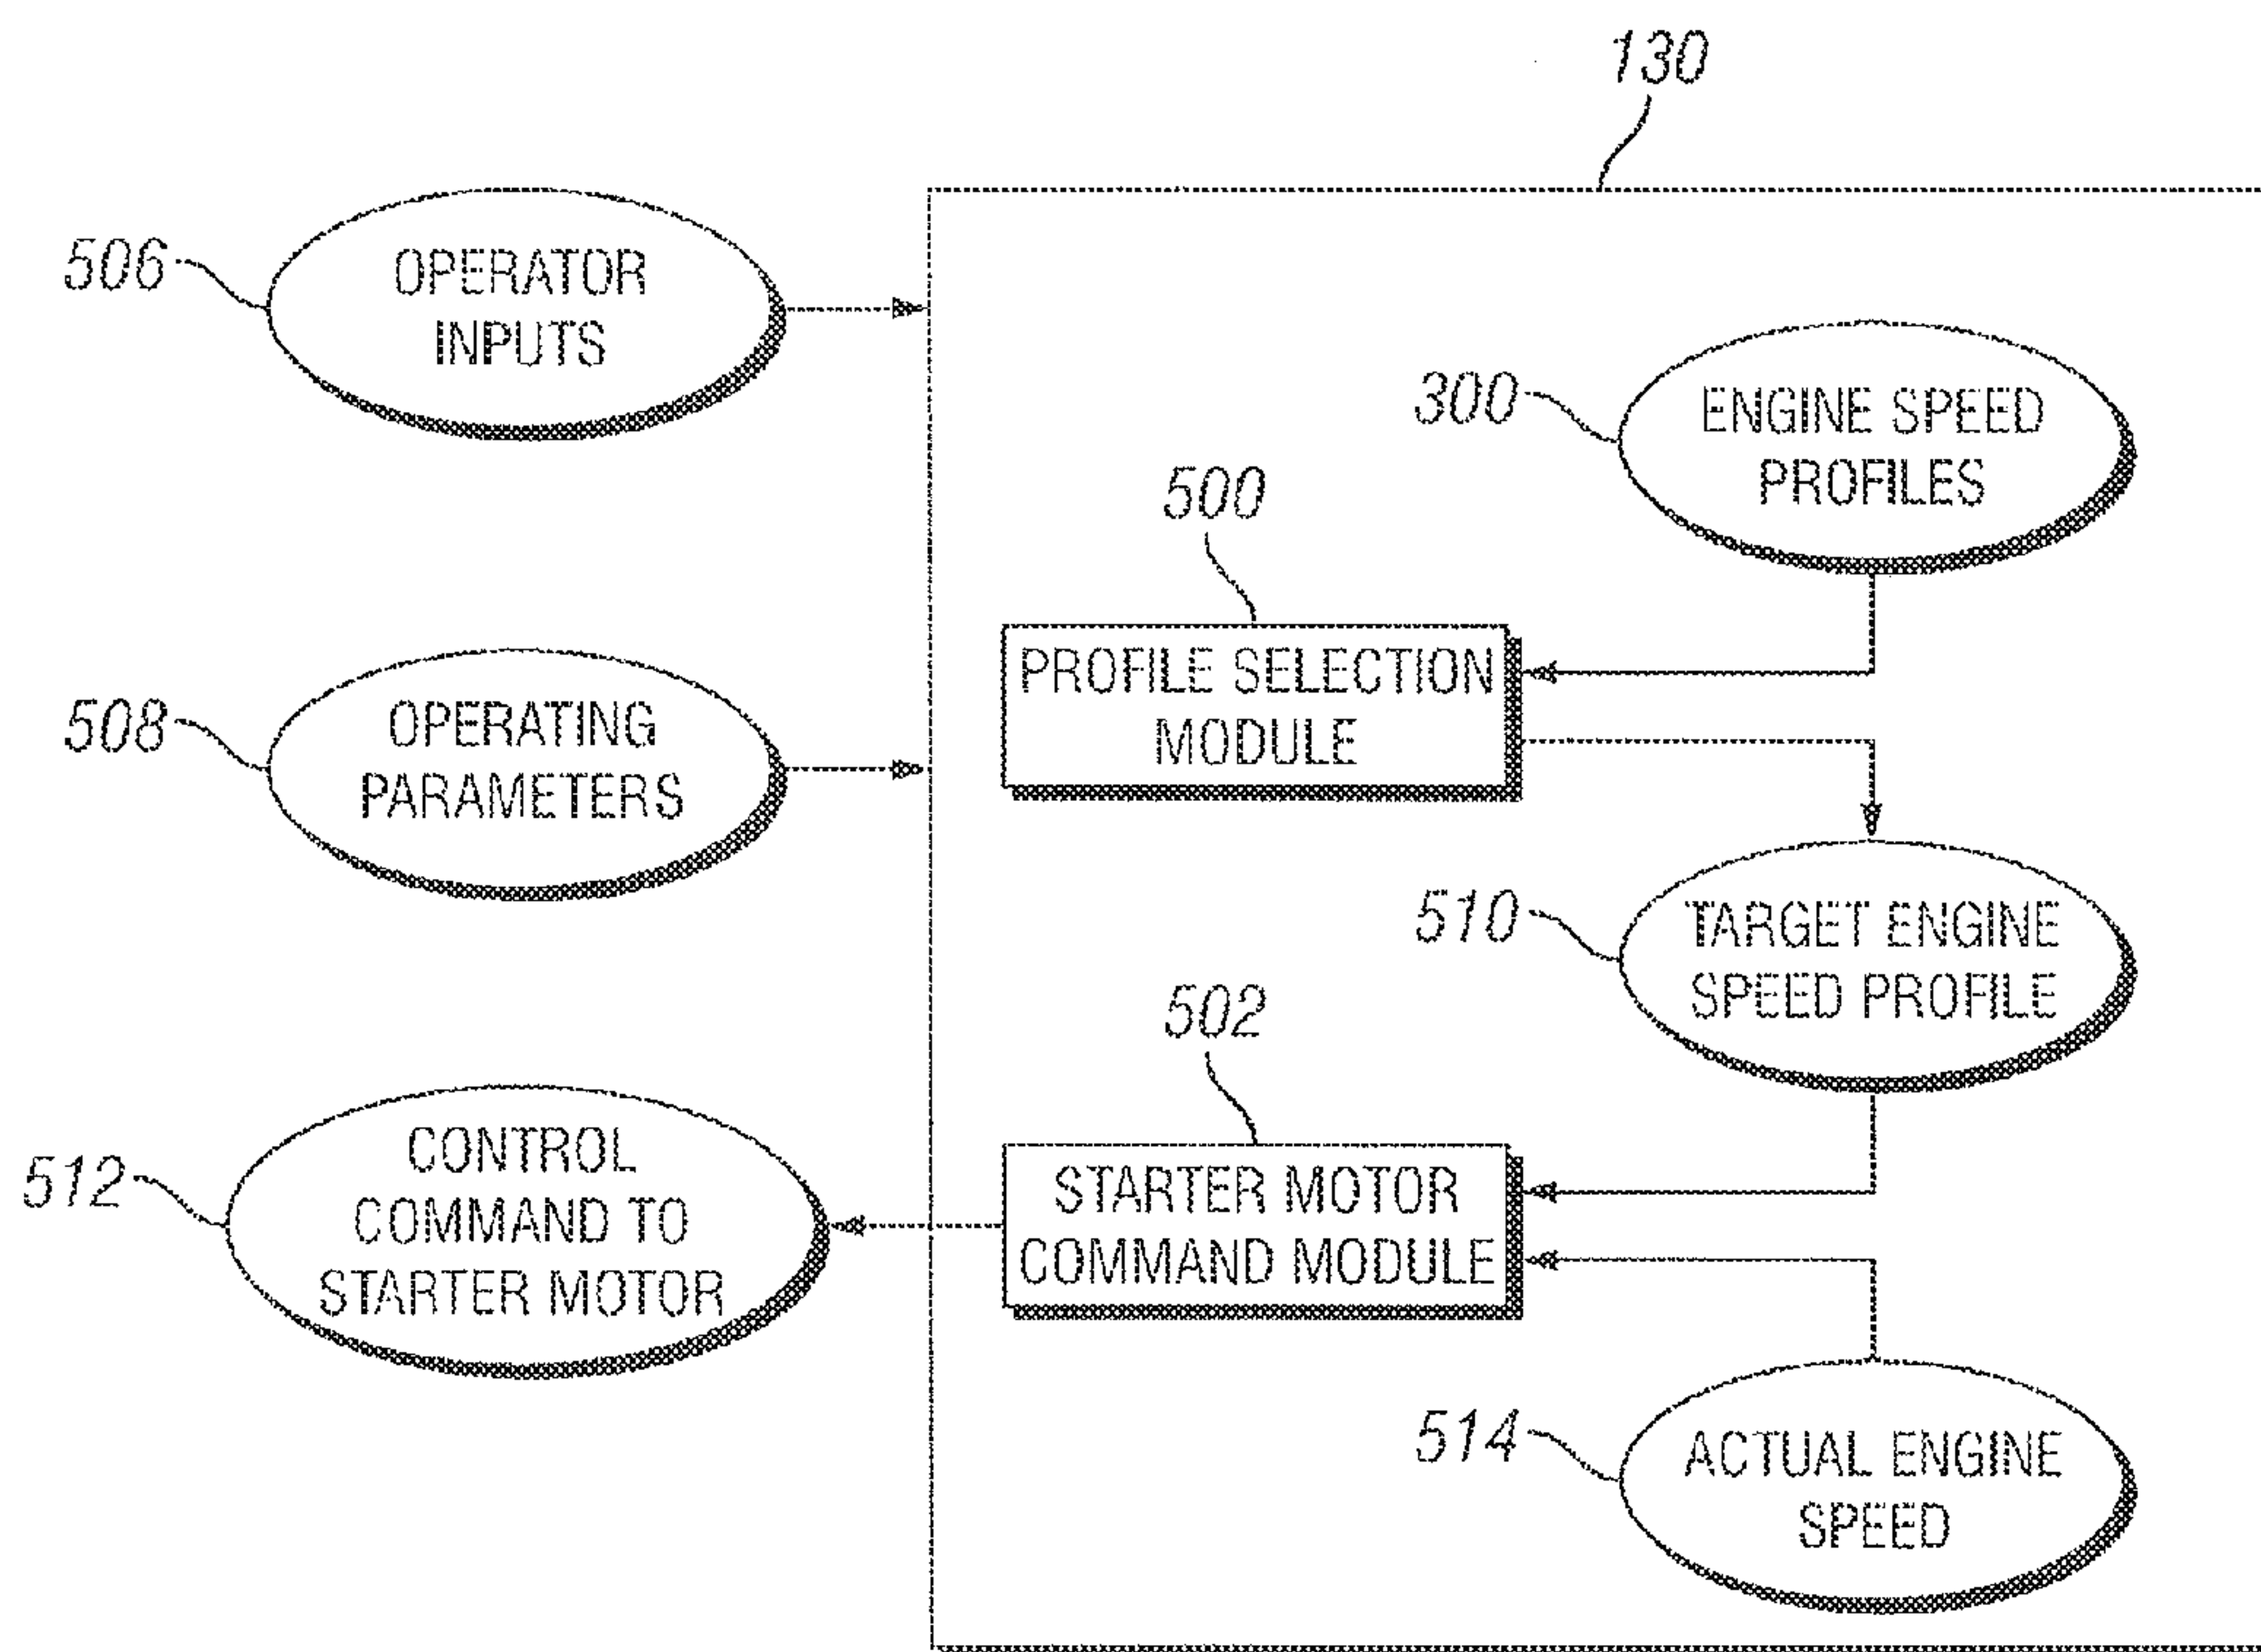 130
506
OPERATOR
INPUTS
300
ENGINE SPEED
PROFILES
500
PROFILE SELECTION
MODULE
508
OPERATING
PARAMETERS
510
TARGET ENGINE
SPEED PROFILE
502
STARTER MOTOR
COMMAND MODULE
512
CONTROL
COMMAND TO
STARTER MOTOR
514
ACTUAL ENGINE
SPEED